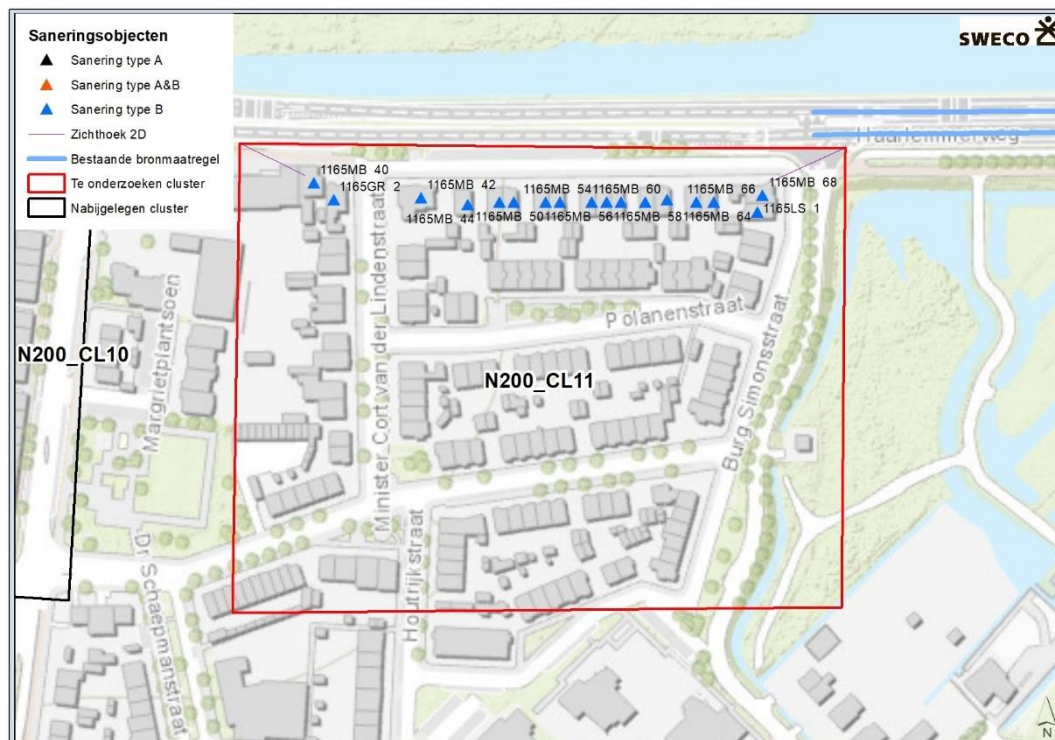 Saneringsobjecten
Sanering type A
Sanering type A&B
Sanering type B
Zichthoek 2D
Bestaande bronmaatregel
Te onderzoeken cluster
Nabijgelegen cluster
SWECO
Haarlemmerweg
1165MB 40
1165GR 2
1165MB 42
1165MB 54
1165MB 60
1165MB 66
1165MB 68
1165MB 44
1165MB 50
1165MB 56
1165MB 58
1165MB 64
1165LS 1
Polanenstraat
N200_CL10
N200_CL11
Margrietplantsoen
Minister Cort van der Lindenstraat
Burg Simonsstraat
Houtrijkstraat
Dr Schaepmanstraat
N